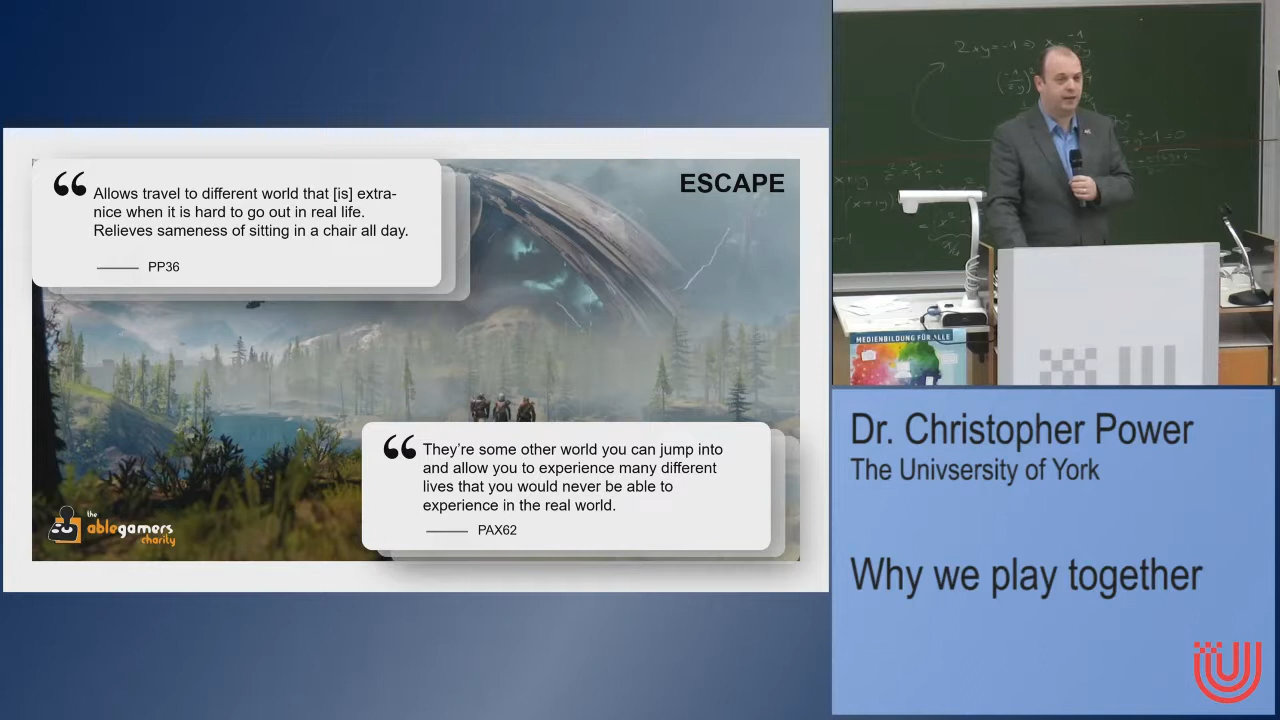 ESCAPE
“
Allows travel to different world that [is] extra-
nice when it is hard to go out in real life.
Relieves sameness of sitting in a chair all day.
PP36
“
They’re some other world you can jump into
and allow you to experience many different
lives that you would never be able to
experience in the real world.
PAX62
the
ablegamers
charity
2xy=-1 ⇒
MEDIENBILDUNG FÜR ALLE
Dr. Christopher Power
The Univsersity of York
Why we play together